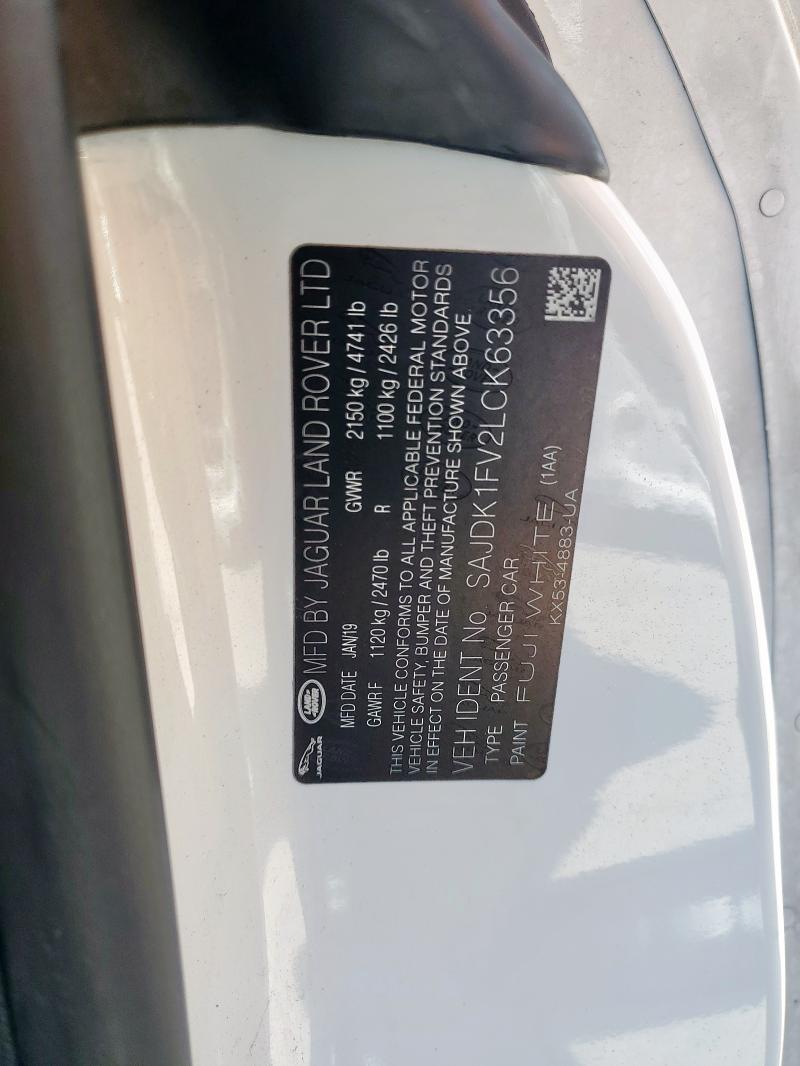 JAGUAR
LAND ROVER
MFD BY JAGUAR LAND ROVER LTD
MFD DATE JAN/19 GVWR 2150 kg / 4741 lb
GAWR F 1120 kg / 2470 lb R 1100 kg / 2426 lb
THIS VEHICLE CONFORMS TO ALL APPLICABLE FEDERAL MOTOR
VEHICLE SAFETY, BUMPER AND THEFT PREVENTION STANDARDS
IN EFFECT ON THE DATE OF MANUFACTURE SHOWN ABOVE.
VEH IDENT No. SAJDK1FV2LCK63356
TYPE PASSENGER CAR
PAINT FUJI WHITE (1AA)
KX53-4883-UA